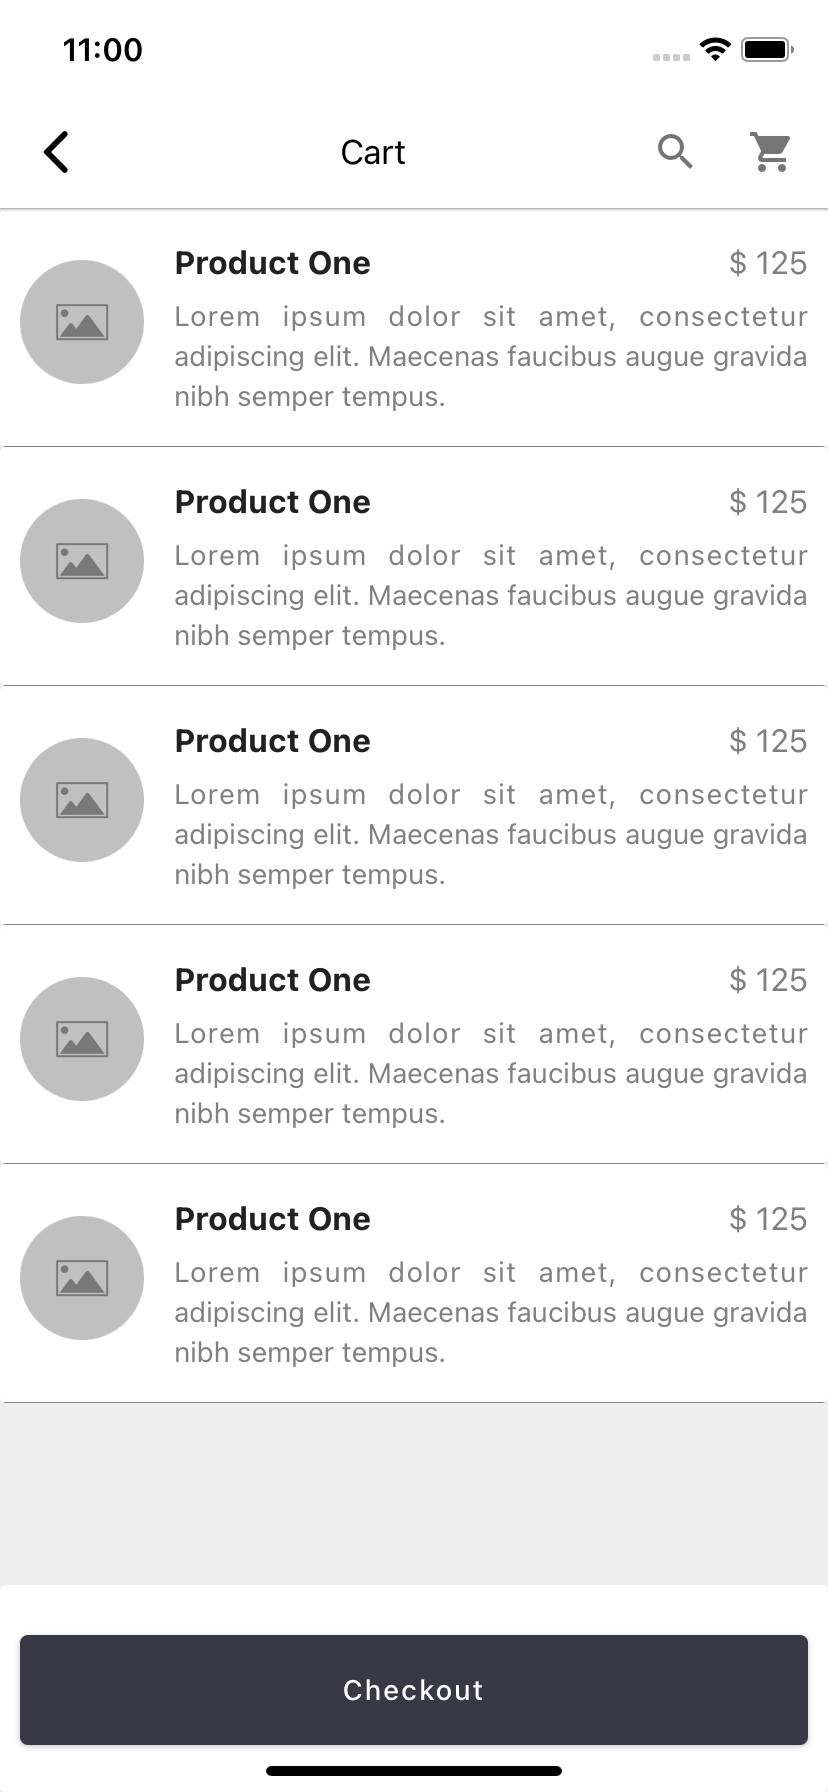 11:00
Cart
Product One $ 125
Lorem ipsum dolor sit amet, consectetur
adipiscing elit. Maecenas faucibus augue gravida
nibh semper tempus.
Product One $ 125
Lorem ipsum dolor sit amet, consectetur
adipiscing elit. Maecenas faucibus augue gravida
nibh semper tempus.
Product One $ 125
Lorem ipsum dolor sit amet, consectetur
adipiscing elit. Maecenas faucibus augue gravida
nibh semper tempus.
Product One $ 125
Lorem ipsum dolor sit amet, consectetur
adipiscing elit. Maecenas faucibus augue gravida
nibh semper tempus.
Product One $ 125
Lorem ipsum dolor sit amet, consectetur
adipiscing elit. Maecenas faucibus augue gravida
nibh semper tempus.
Checkout